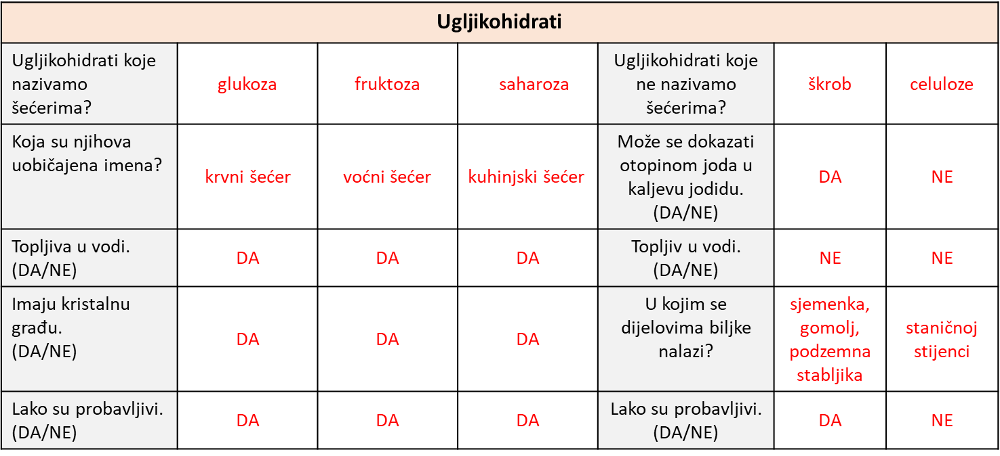 Ugljikohidrati
Ugljikohidrati koje
nazivamo
šećerima?
glukoza
fruktoza
saharoza
Ugljikohidrati koje
ne nazivamo
šećerima?
škrob
celuloze
Koja su njihova
uobičajena imena?
krvni šećer
voćni šećer
kuhinjski šećer
Može se dokazati
otopinom joda u
kaljevu jodidu.
(DA/NE)
DA
NE
Topljiva u vodi.
(DA/NE)
DA
DA
DA
Topljiv u vodi.
(DA/NE)
NE
NE
Imaju kristalnu
građu.
(DA/NE)
DA
DA
DA
U kojim se
dijelovima biljke
nalazi?
sjemenka,
gomolj,
podzemna
stabljika
staničnoj
stijenci
Lako su probavljivi.
(DA/NE)
DA
DA
DA
Lako su probavljivi.
(DA/NE)
DA
NE